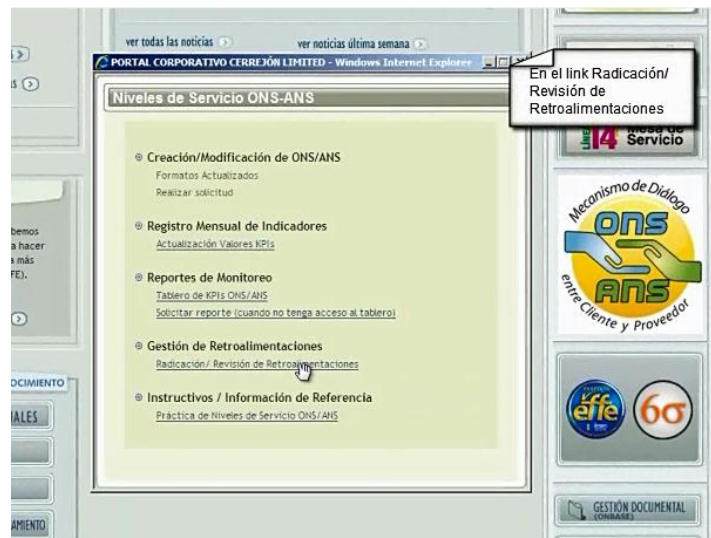 ver todas las noticias
ver noticias última semana
PORTAL CORPORATIVO CERREJÓN LIMITED - Windows Internet Explorer
En el link Radicación/
Revisión de
Retroalimentaciones
Niveles de Servicio ONS-ANS
Creación/Modificación de ONS/ANS
Formatos Actualizados
Realizar solicitud
Registro Mensual de Indicadores
Actualización Valores KPIs
Reportes de Monitoreo
Tablero de KPIs ONS/ANS
Solicitar reporte (cuando no tenga acceso al tablero)
Gestión de Retroalimentaciones
Radicación/ Revisión de Retroalimentaciones
Instructivos / Información de Referencia
Práctica de Niveles de Servicio ONS/ANS
LINEA 14 Mesa de
Servicio
Mecanismo de Diálogo
ONS
ANS
entre Cliente y Proveedor
effe
6σ
GESTIÓN DOCUMENTAL
(ONBASE)
a hacer
a más
FE).
OCIMIENTO
IALES
AMIENTO